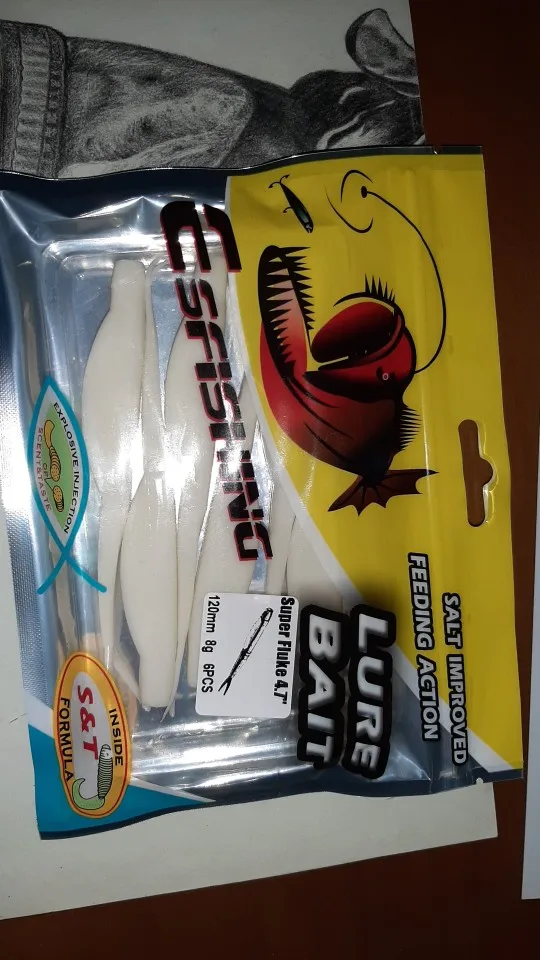 ESFISHING
SALT IMPROVED
FEEDING ACTION
LURE
BAIT
Super Fluke 4.7"
120mm 8g 6PCS
EXPLOSIVE INJECTION
OF
SCENT&TASTE
INSIDE
S&T
FORMULA